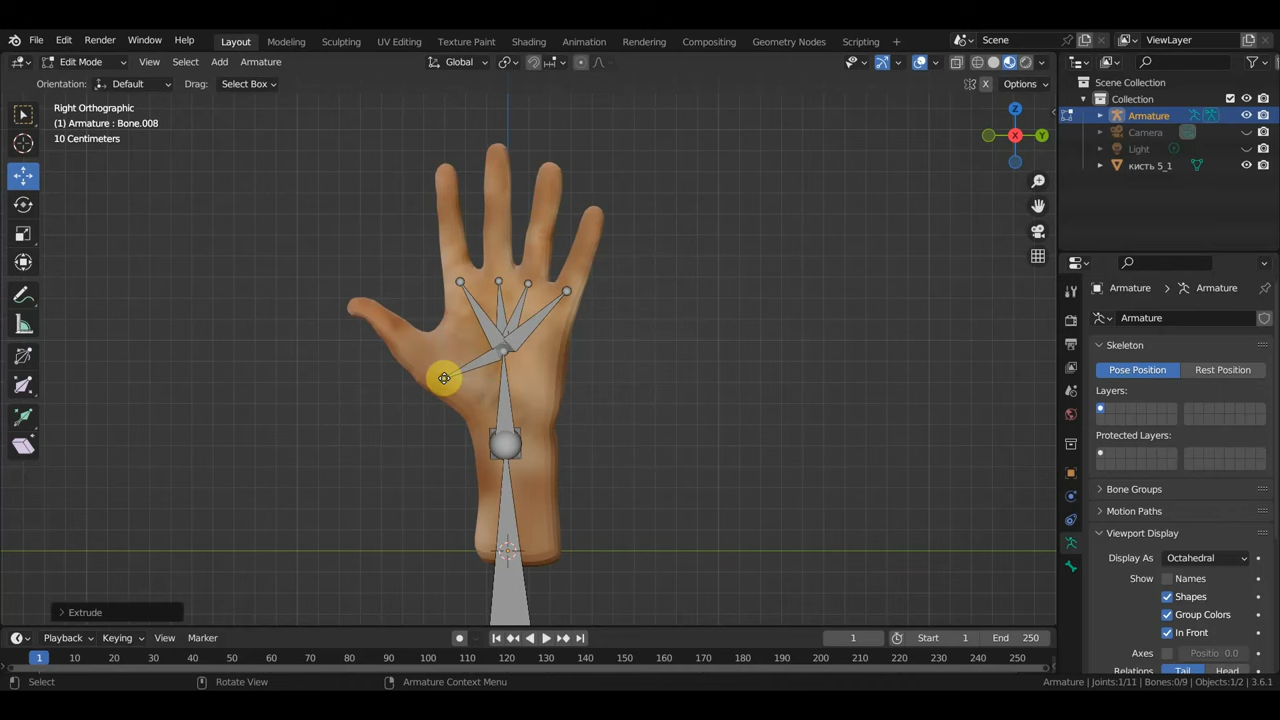 File Edit Render Window Help Layout Modeling Sculpting UV Editing Texture Paint Shading Animation Rendering Compositing Geometry Nodes Scripting + Scene ViewLayer
Edit Mode View Select Add Armature Global
Orientation: Default Drag: Select Box X Options
Right Orthographic
(1) Armature : Bone.008
10 Centimeters
Z
X
Y
Extrude
Scene Collection
Collection
Armature
Camera
Light
кисть 5_1
Armature > Armature
Armature
Skeleton
Pose Position Rest Position
Layers:
Protected Layers:
Bone Groups
Motion Paths
Viewport Display
Display As Octahedral
Show Names
Shapes
Group Colors
In Front
Axes Positio 0.0
Relations Tail Head
Playback Keying View Marker 1 Start 1 End 250
1 10 20 30 40 50 60 70 80 90 100 110 120 130 140 150 160 170 180 190 200 210 220 230 240 250
Select Rotate View Armature Context Menu Armature | Joints:1/11 | Bones:0/9 | Objects:1/2 | 3.6.1